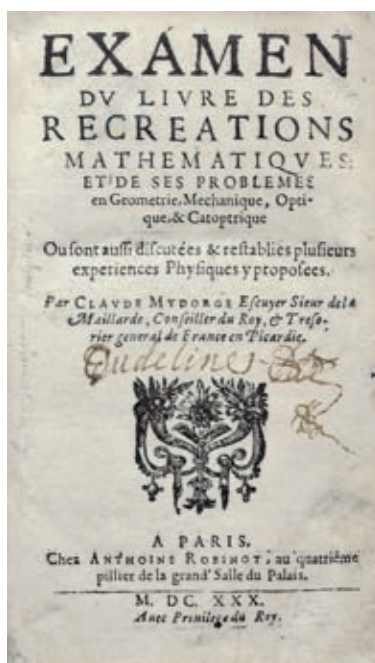 EXAMEN
DV LIVRE DES
RECREATIONS
MATHEMATIQVES:
ET DE SES PROBLEMES
en Geometrie, Mechanique, Opti-
que, & Catoptrique
Ou sont aussi discutées & restablies plusieurs
experiences Physiques y proposees.
Par CLAVDE MYDORGE Escuyer Sieur de la
Maillarde, Conseiller du Roy, & Treso-
rier general de France en Picardie.
A PARIS.
Chez ANTHOINE ROBINOT, au quatriéme
pillier de la grand' Salle du Palais.
M. DC. XXX.
Auec Priuilege du Roy.